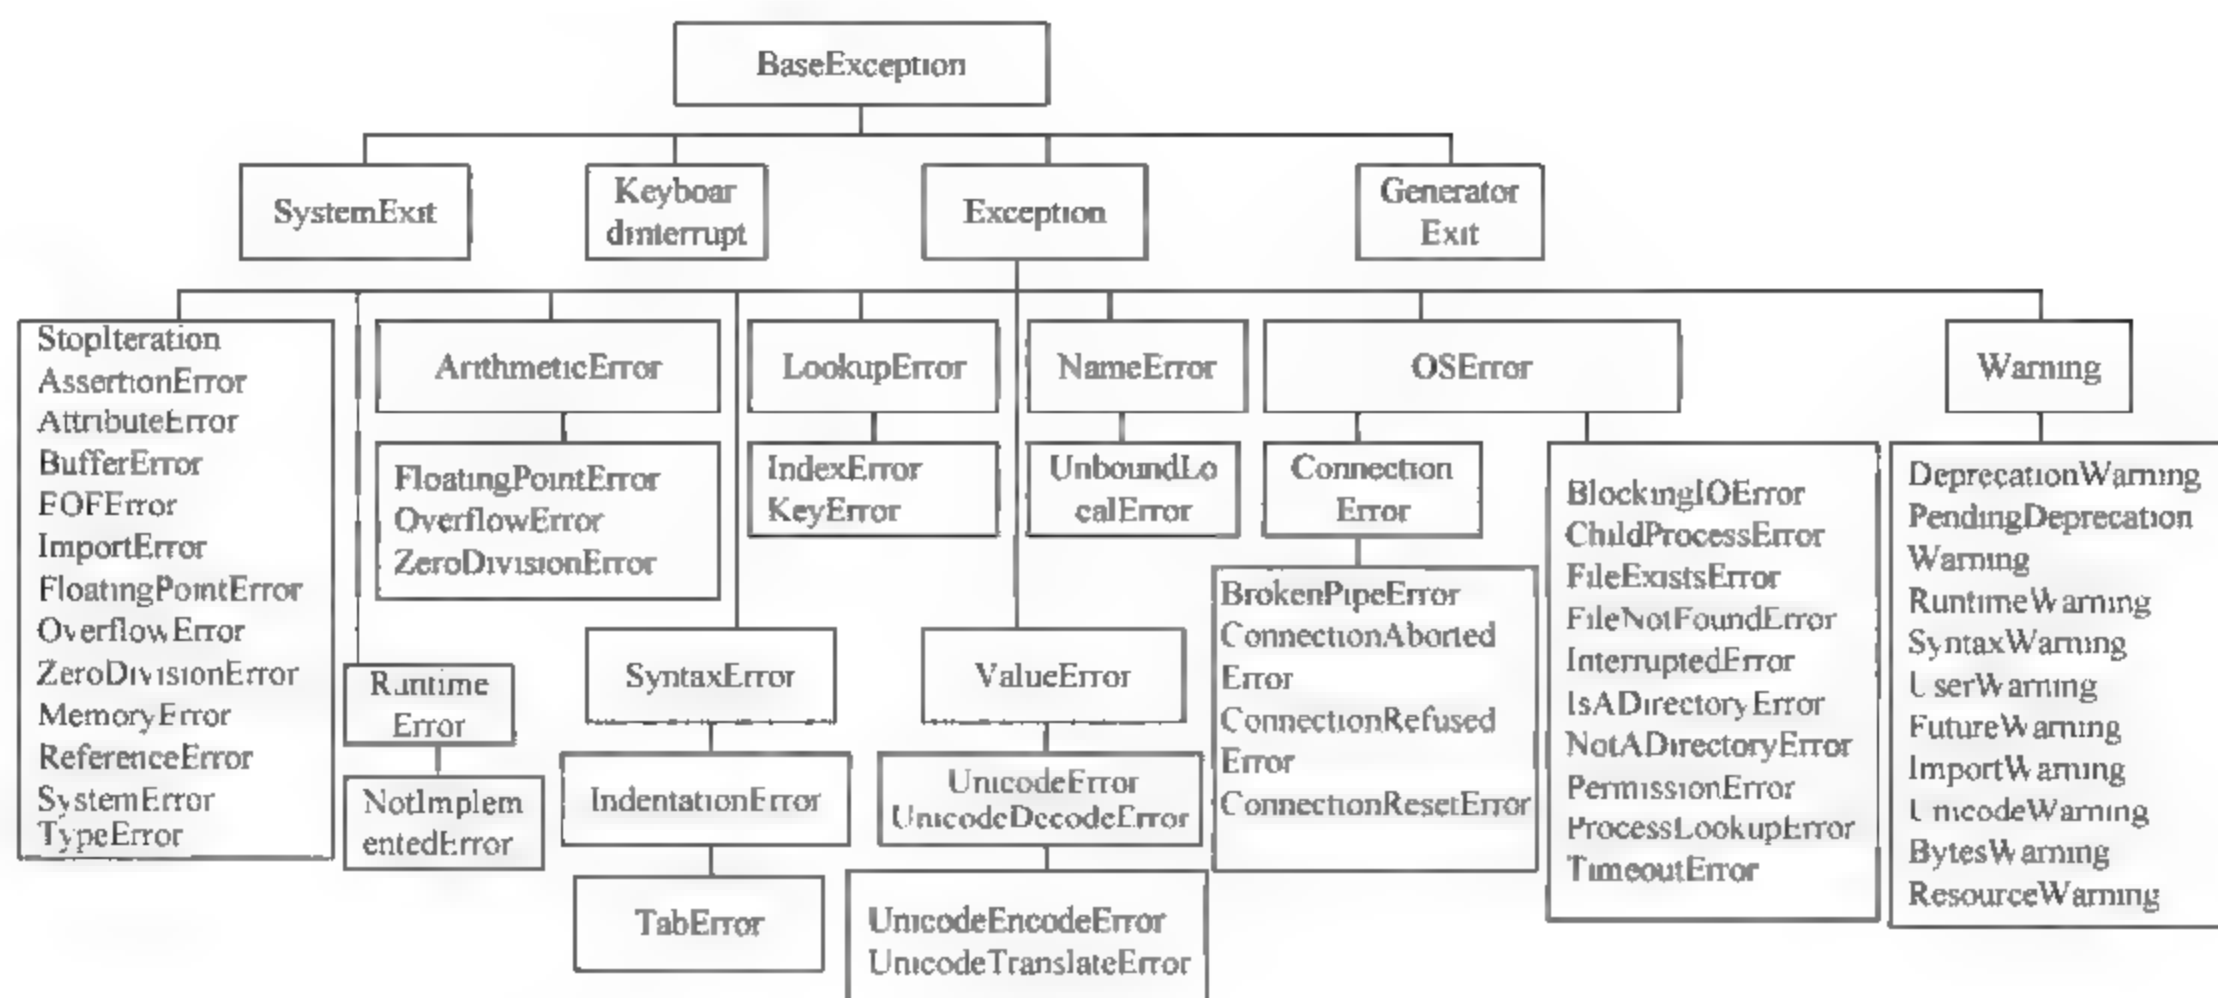 BaseException
SystemExit
Keyboar
dInterrupt
Exception
Generator
Exit
StopIteration
AssertionError
AttributeError
BufferError
EOFError
ImportError
FloatingPointError
OverflowError
ZeroDivisionError
MemoryError
ReferenceError
SystemError
TypeError
Runtime
Error
NotImplem
entedError
ArithmeticError
FloatingPointError
OverflowError
ZeroDivisionError
SyntaxError
IndentationError
TabError
LookupError
IndexError
KeyError
ValueError
UnicodeError
UnicodeDecodeError
UnicodeEncodeError
UnicodeTranslateError
NameError
UnboundLo
calError
OSError
Connection
Error
BrokenPipeError
ConnectionAborted
Error
ConnectionRefused
Error
ConnectionResetError
BlockingIOError
ChildProcessError
FileExistsError
FileNotFoundError
InterruptedError
IsADirectoryError
NotADirectoryError
PermissionError
ProcessLookupError
TimeoutError
Warning
DeprecationWarning
PendingDeprecation
Warning
RuntimeWarning
SyntaxWarning
UserWarning
FutureWarning
ImportWarning
UnicodeWarning
BytesWarning
ResourceWarning